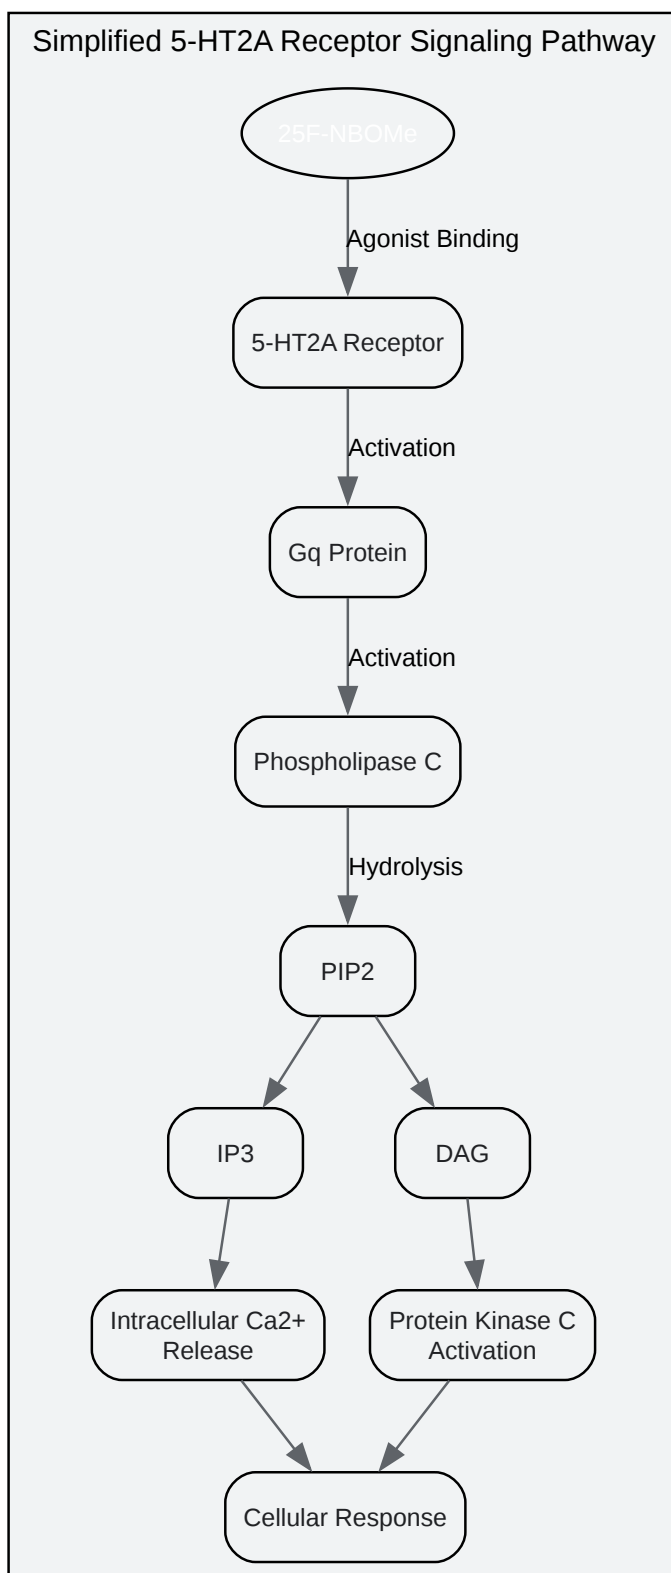 Simplified 5-HT2A Receptor Signaling Pathway
25F-NBOMe
Agonist Binding
5-HT2A Receptor
Activation
Gq Protein
Activation
Phospholipase C
Hydrolysis
PIP2
IP3
DAG
Intracellular Ca2+
Release
Protein Kinase C
Activation
Cellular Response